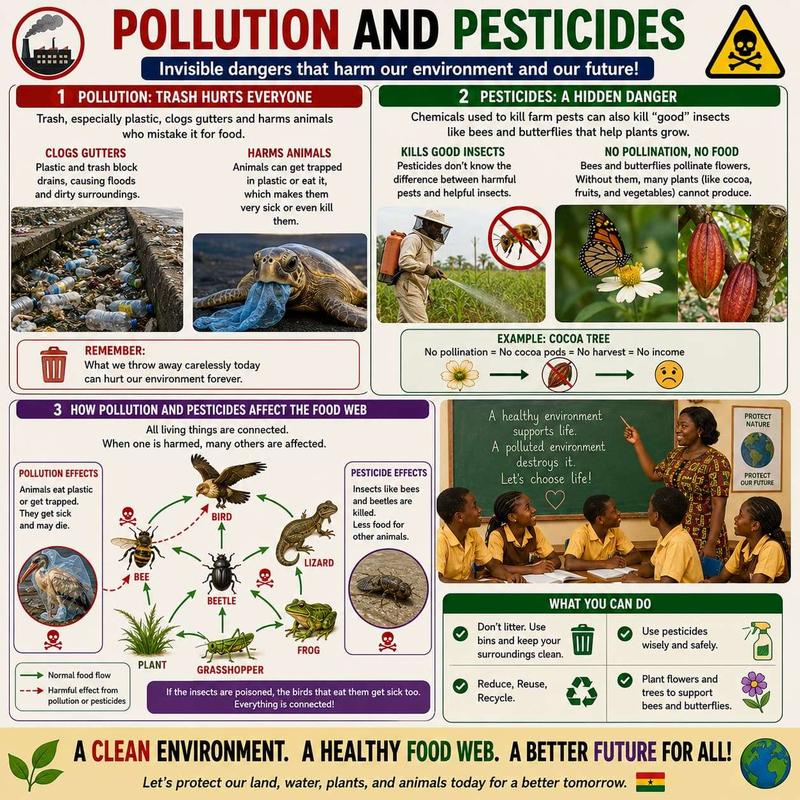 POLLUTION AND PESTICIDES
Invisible dangers that harm our environment and our future!
1 POLLUTION: TRASH HURTS EVERYONE
Trash, especially plastic, clogs gutters and harms animals
who mistake it for food.
CLOGS GUTTERS
Plastic and trash block
drains, causing floods
and dirty surroundings.
HARMS ANIMALS
Animals can get trapped
in plastic or eat it,
which makes them
very sick or even kill
them.
REMEMBER:
What we throw away carelessly today
can hurt our environment forever.
2 PESTICIDES: A HIDDEN DANGER
Chemicals used to kill farm pests can also kill “good” insects
like bees and butterflies that help plants grow.
KILLS GOOD INSECTS
Pesticides don’t know the
difference between harmful
pests and helpful insects.
NO POLLINATION, NO FOOD
Bees and butterflies pollinate flowers.
Without them, many plants (like cocoa,
fruits, and vegetables) cannot produce.
EXAMPLE: COCOA TREE
No pollination = No cocoa pods = No harvest = No income
3 HOW POLLUTION AND PESTICIDES AFFECT THE FOOD WEB
All living things are connected.
When one is harmed, many others are affected.
POLLUTION EFFECTS
Animals eat plastic
or get trapped.
They get sick
and may die.
BIRD
BEE
BEETLE
LIZARD
PLANT
GRASSHOPPER
FROG
PESTICIDE EFFECTS
Insects like bees
and beetles are
killed.
Less food for
other animals.
Normal food flow
Harmful effect from
pollution or pesticides
If the insects are poisoned, the birds that eat them get sick too.
Everything is connected!
A healthy environment
supports life.
A polluted environment
destroys it.
Let’s choose life!
PROTECT
NATURE
PROTECT
OUR FUTURE
WHAT YOU CAN DO
Don’t litter. Use
bins and keep your
surroundings clean.
Use pesticides
wisely and safely.
Reduce, Reuse,
Recycle.
Plant flowers and
trees to support
bees and butterflies.
A CLEAN ENVIRONMENT. A HEALTHY FOOD WEB. A BETTER FUTURE FOR ALL!
Let’s protect our land, water, plants, and animals today for a better tomorrow.